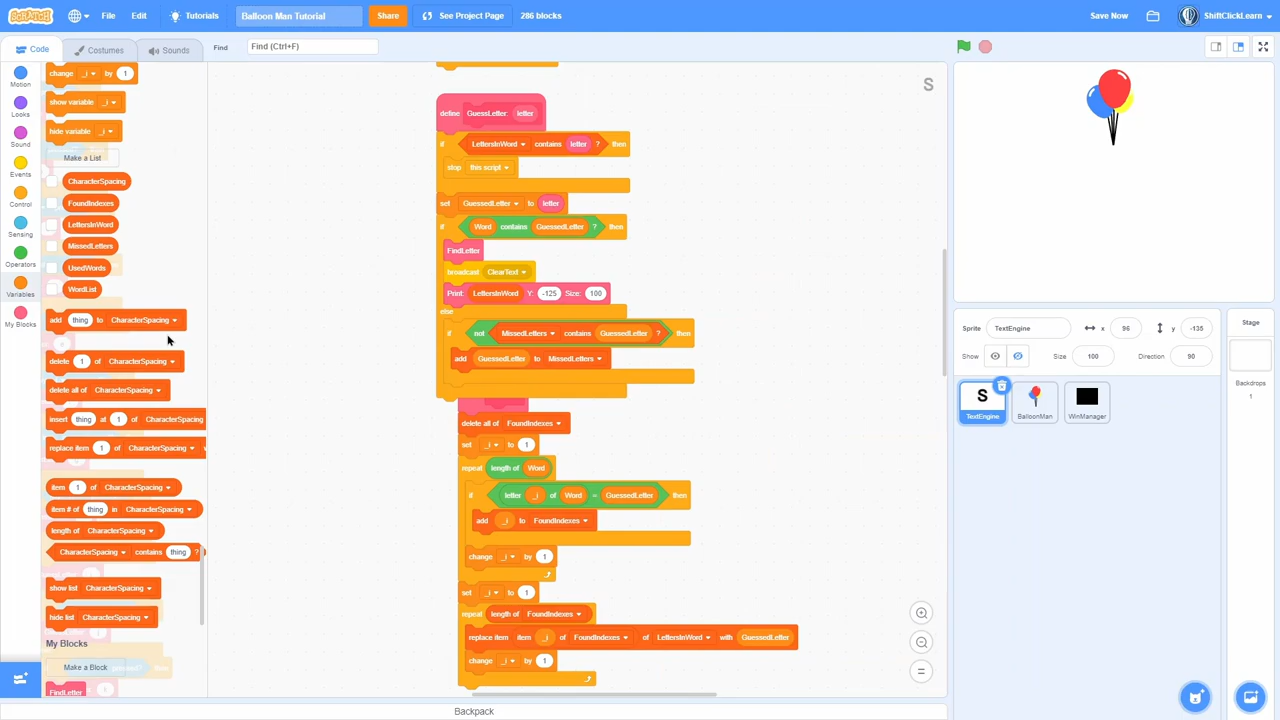 SCRATCH File Edit Tutorials Balloon Man Tutorial Share See Project Page 286 blocks Save Now ShiftClickLearn
Code Costumes Sounds Find Find (Ctrl+F)
Motion
Looks
Sound
Events
Control
Sensing
Operators
Variables
My Blocks
change _i by 1
show variable _i
hide variable _i
Make a List
CharacterSpacing
FoundIndexes
LettersInWord
MissedLetters
UsedWords
WordList
add thing to CharacterSpacing
delete 1 of CharacterSpacing
delete all of CharacterSpacing
insert thing at 1 of CharacterSpacing
replace item 1 of CharacterSpacing
item 1 of CharacterSpacing
item # of thing in CharacterSpacing
length of CharacterSpacing
CharacterSpacing contains thing ?
show list CharacterSpacing
hide list CharacterSpacing
My Blocks
Make a Block
FindLetter
define GuessLetter: letter
if LettersInWord contains letter ? then
stop this script
set GuessedLetter to letter
if Word contains GuessedLetter ? then
FindLetter
broadcast ClearText
Print: LettersInWord Y: -125 Size: 100
else
if not MissedLetters contains GuessedLetter ? then
add GuessedLetter to MissedLetters
delete all of FoundIndexes
set _i to 1
repeat length of Word
if letter _i of Word = GuessedLetter then
add _i to FoundIndexes
change _i by 1
set _i to 1
repeat length of FoundIndexes
replace item item _i of FoundIndexes of LettersInWord with GuessedLetter
change _i by 1
S
Backpack
Sprite TextEngine x 96 y -135
Show Size 100 Direction 90
S
TextEngine BalloonMan WinManager
Stage
Backdrops
1